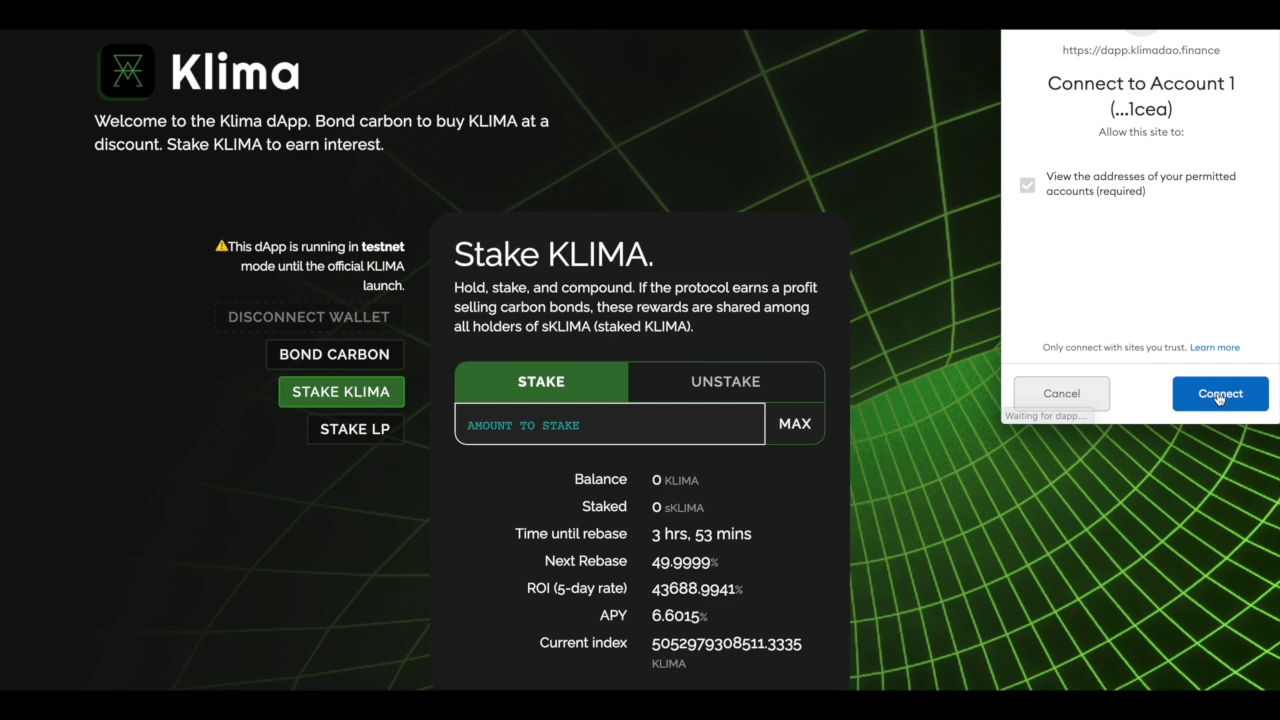 Klima
Welcome to the Klima dApp. Bond carbon to buy KLIMA at a
discount. Stake KLIMA to earn interest.
⚠️This dApp is running in testnet
mode until the official KLIMA
launch.
DISCONNECT WALLET
BOND CARBON
STAKE KLIMA
STAKE LP
Stake KLIMA.
Hold, stake, and compound. If the protocol earns a profit
selling carbon bonds, these rewards are shared among
all holders of sKLIMA (staked KLIMA).
STAKE UNSTAKE
AMOUNT TO STAKE MAX
Balance 0 KLIMA
Staked 0 sKLIMA
Time until rebase 3 hrs, 53 mins
Next Rebase 49.9999%
ROI (5-day rate) 43688.9941%
APY 6.6015%
Current index 5052979308511.3335
KLIMA
https://dapp.klimadao.finance
Connect to Account 1
(...1cea)
Allow this site to:
View the addresses of your permitted
accounts (required)
Only connect with sites you trust. Learn more
Cancel Connect
Waiting for dapp....